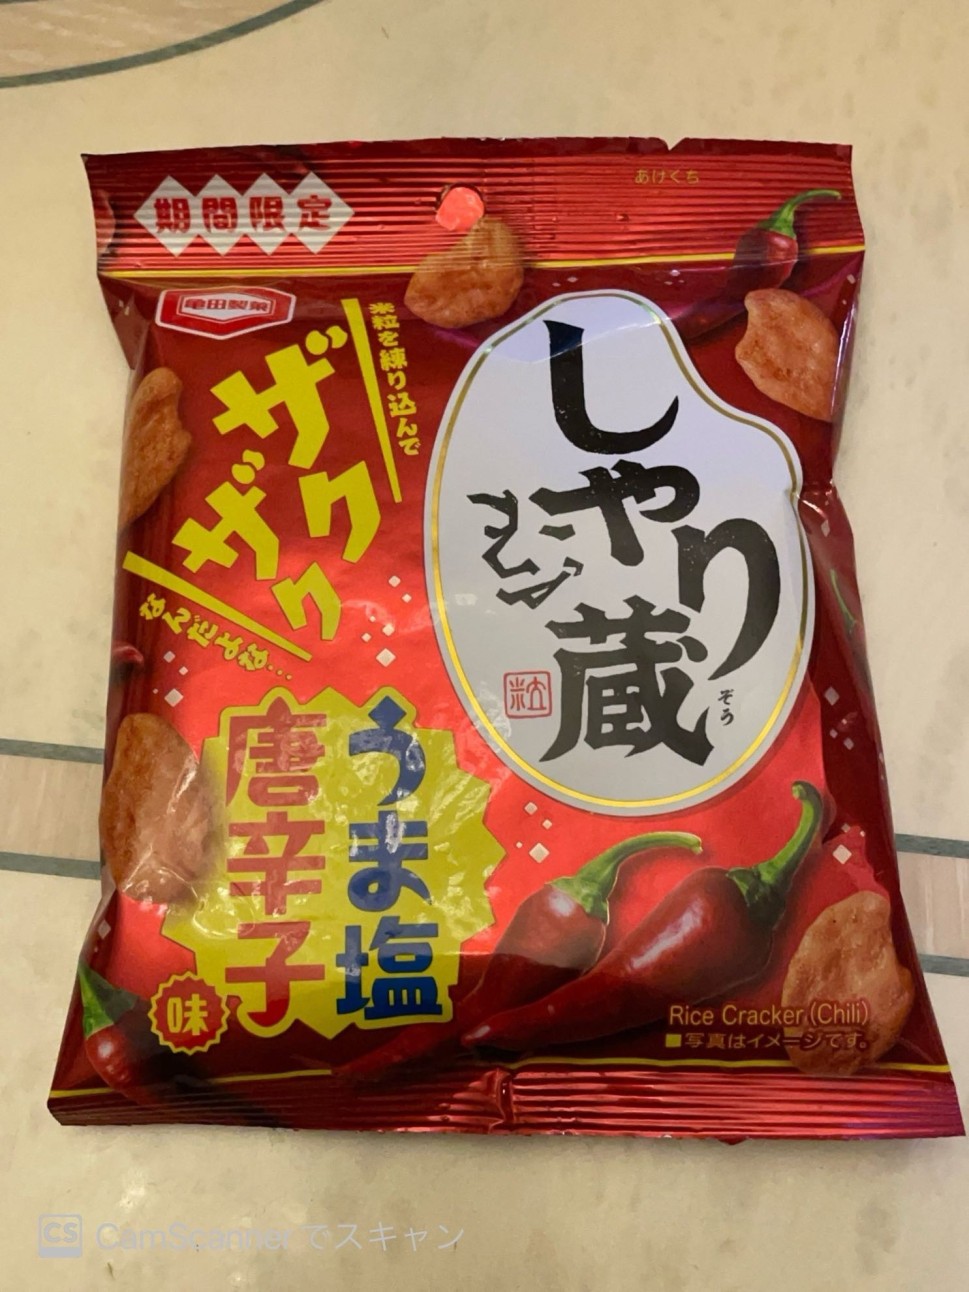 期間限定
あけくち
亀田製菓
米粒を練り込んで
ザクザク
なんだよな…
しゃり蔵
ぞう
粒
うま塩
唐辛子
味
Rice Cracker (Chili)
■写真はイメージです。
CS CamScanner でスキャン